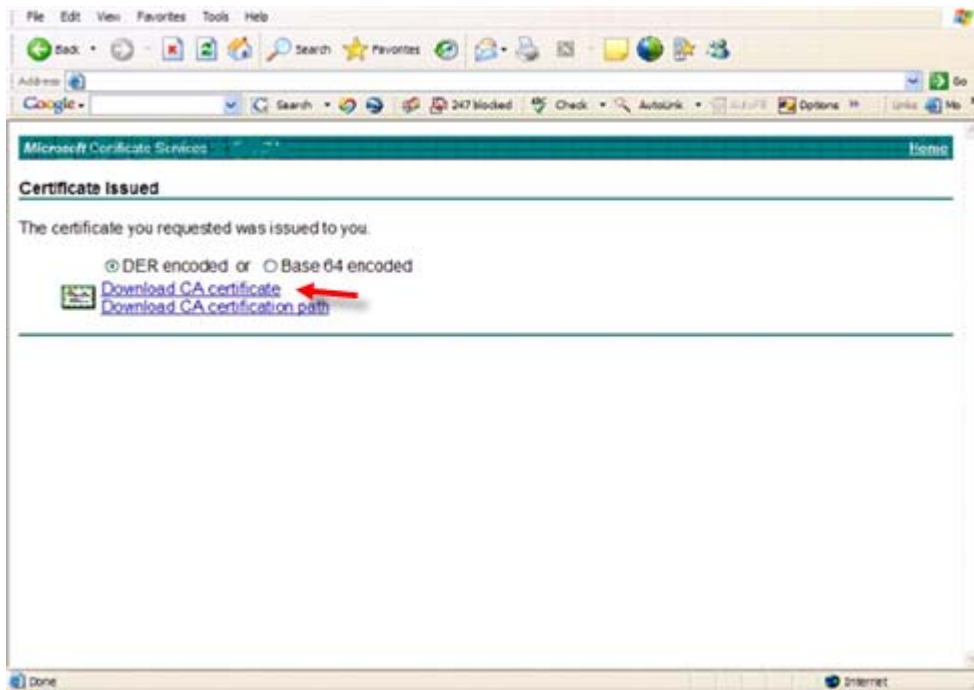 File Edit View Favorites Tools Help
Back Search Favorites
Address Go
Google Search 247 blocked Check AutoLink AutoFill Options Links
Microsoft Certificate Services Home
Certificate Issued
The certificate you requested was issued to you.
DER encoded or Base 64 encoded
Download CA certificate
Download CA certification path
Done Internet